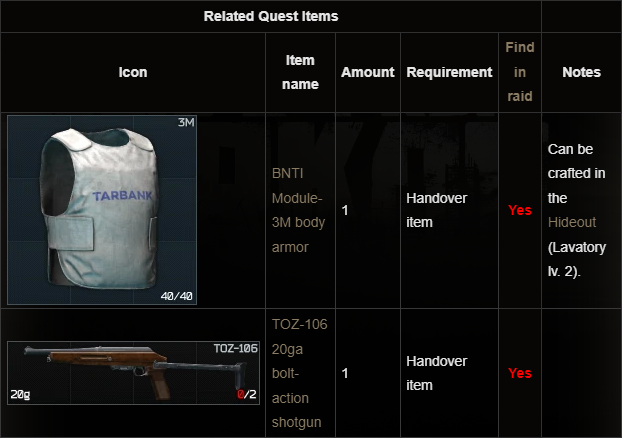 Related Quest Items
Icon
Item
name
Amount
Requirement
Find
in
raid
Notes
3M
TARBANK
40/40
BNTI
Module-
3M body
armor
1
Handover
item
Yes
Can be
crafted in
the
Hideout
(Lavatory
lv. 2).
TOZ-106
20g
0/2
TOZ-106
20ga
bolt-
action
shotgun
1
Handover
item
Yes